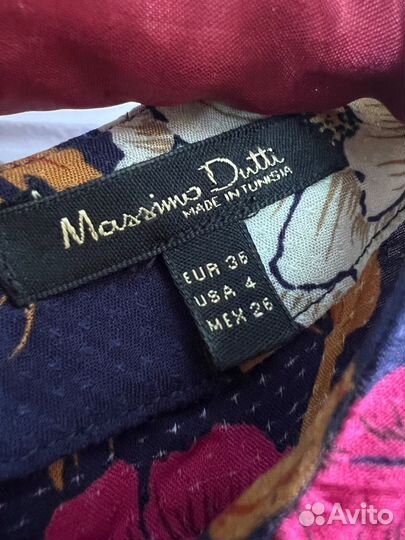 Massimo Dutti
MADE IN TUNISIA
EUR 36
USA 4
MEX 26
Avito